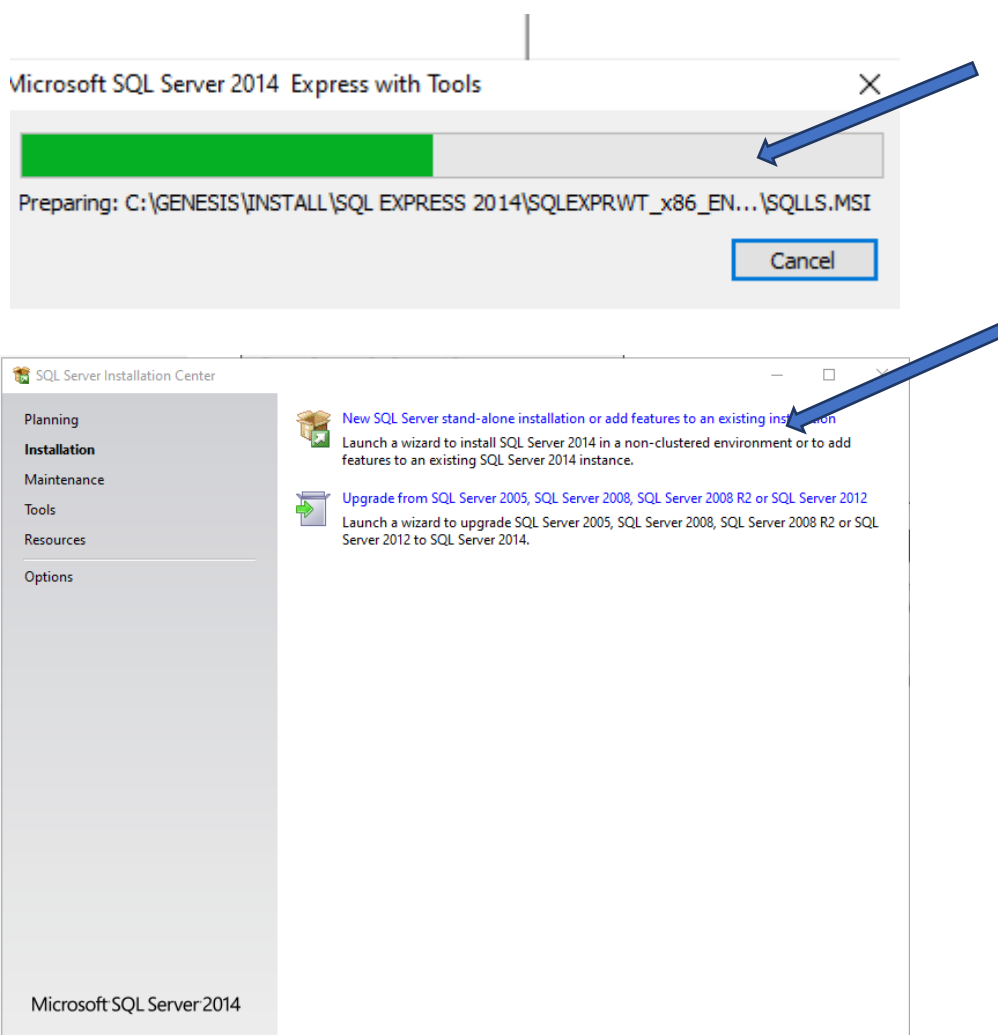 Microsoft SQL Server 2014 Express with Tools
Preparing: C:\GENESIS\INSTALL\SQL EXPRESS 2014\SQLEXPRWT_x86_EN...\SQLLS.MSI
Cancel
SQL Server Installation Center
Planning
Installation
Maintenance
Tools
Resources
Options
New SQL Server stand-alone installation or add features to an existing
Launch a wizard to install SQL Server 2014 in a non-clustered environment or to add
features to an existing SQL Server 2014 instance.
Upgrade from SQL Server 2005, SQL Server 2008, SQL Server 2008 R2 or SQL Server 2012
Launch a wizard to upgrade SQL Server 2005, SQL Server 2008, SQL Server 2008 R2 or SQL
Server 2012 to SQL Server 2014.
Microsoft SQL Server 2014